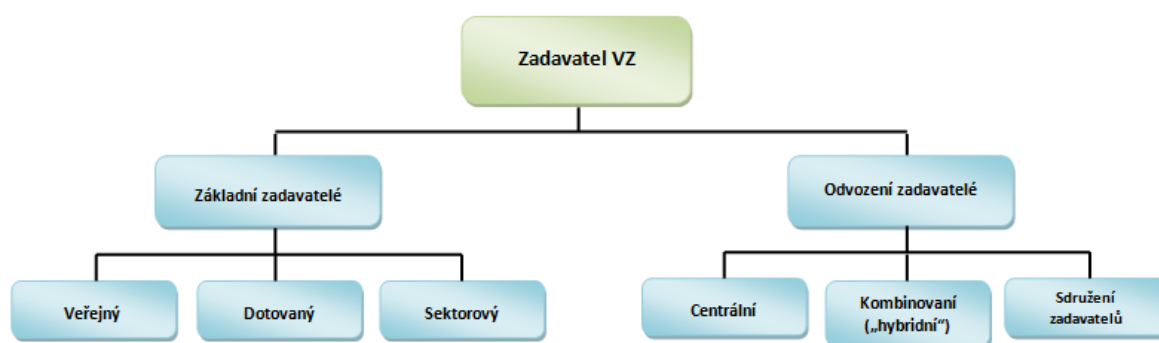 Zadavatel VZ
Základní zadavatelé
Odvození zadavatelé
Veřejný
Dotovaný
Sektorový
Centrální
Kombinovaní
(„hybridní“)
Sdružení
zadavatelů